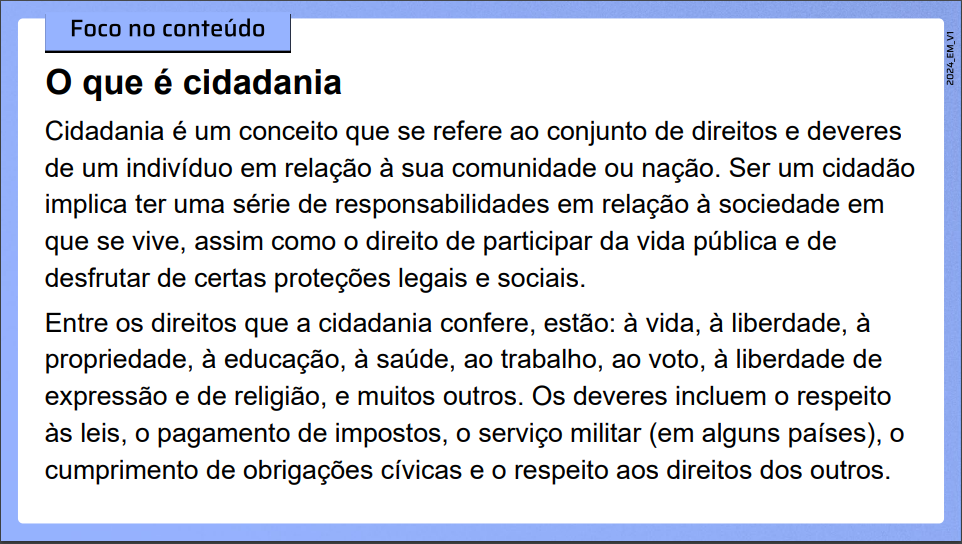 Foco no conteúdo
2024_EM_V1
O que é cidadania
Cidadania é um conceito que se refere ao conjunto de direitos e deveres
de um indivíduo em relação à sua comunidade ou nação. Ser um cidadão
implica ter uma série de responsabilidades em relação à sociedade em
que se vive, assim como o direito de participar da vida pública e de
desfrutar de certas proteções legais e sociais.
Entre os direitos que a cidadania confere, estão: à vida, à liberdade, à
propriedade, à educação, à saúde, ao trabalho, ao voto, à liberdade de
expressão e de religião, e muitos outros. Os deveres incluem o respeito
às leis, o pagamento de impostos, o serviço militar (em alguns países), o
cumprimento de obrigações cívicas e o respeito aos direitos dos outros.